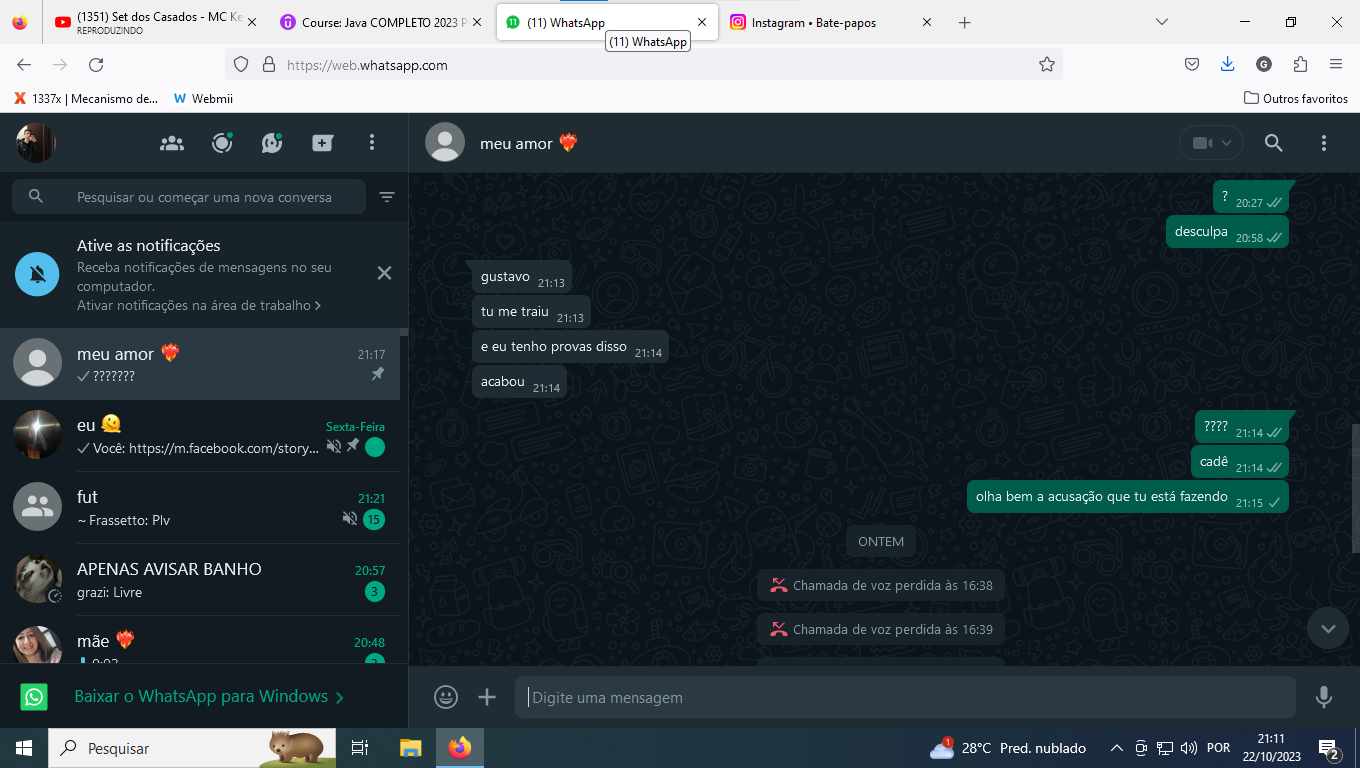 (1351) Set dos Casados - MC Ke
REPRODUZINDO
Course: Java COMPLETO 2023 P
(11) WhatsApp
Instagram • Bate-papos
(11) WhatsApp
https://web.whatsapp.com
G
1337x | Mecanismo de...
Webmii
Outros favoritos
meu amor ❤️‍🔥
Pesquisar ou começar uma nova conversa
Ative as notificações
Receba notificações de mensagens no seu
computador.
Ativar notificações na área de trabalho >
meu amor ❤️‍🔥 21:17
???????
eu 🫠 Sexta-Feira
Você: https://m.facebook.com/story...
fut 21:21
~ Frassetto: Plv 15
APENAS AVISAR BANHO 20:57
grazi: Livre 3
mãe ❤️‍🔥 20:48
Baixar o WhatsApp para Windows >
? 20:27
desculpa 20:58
gustavo 21:13
tu me traiu 21:13
e eu tenho provas disso 21:14
acabou 21:14
???? 21:14
cadê 21:14
olha bem a acusação que tu está fazendo 21:15
ONTEM
Chamada de voz perdida às 16:38
Chamada de voz perdida às 16:39
Digite uma mensagem
Pesquisar
1
28°C Pred. nublado
POR
21:11
22/10/2023
2